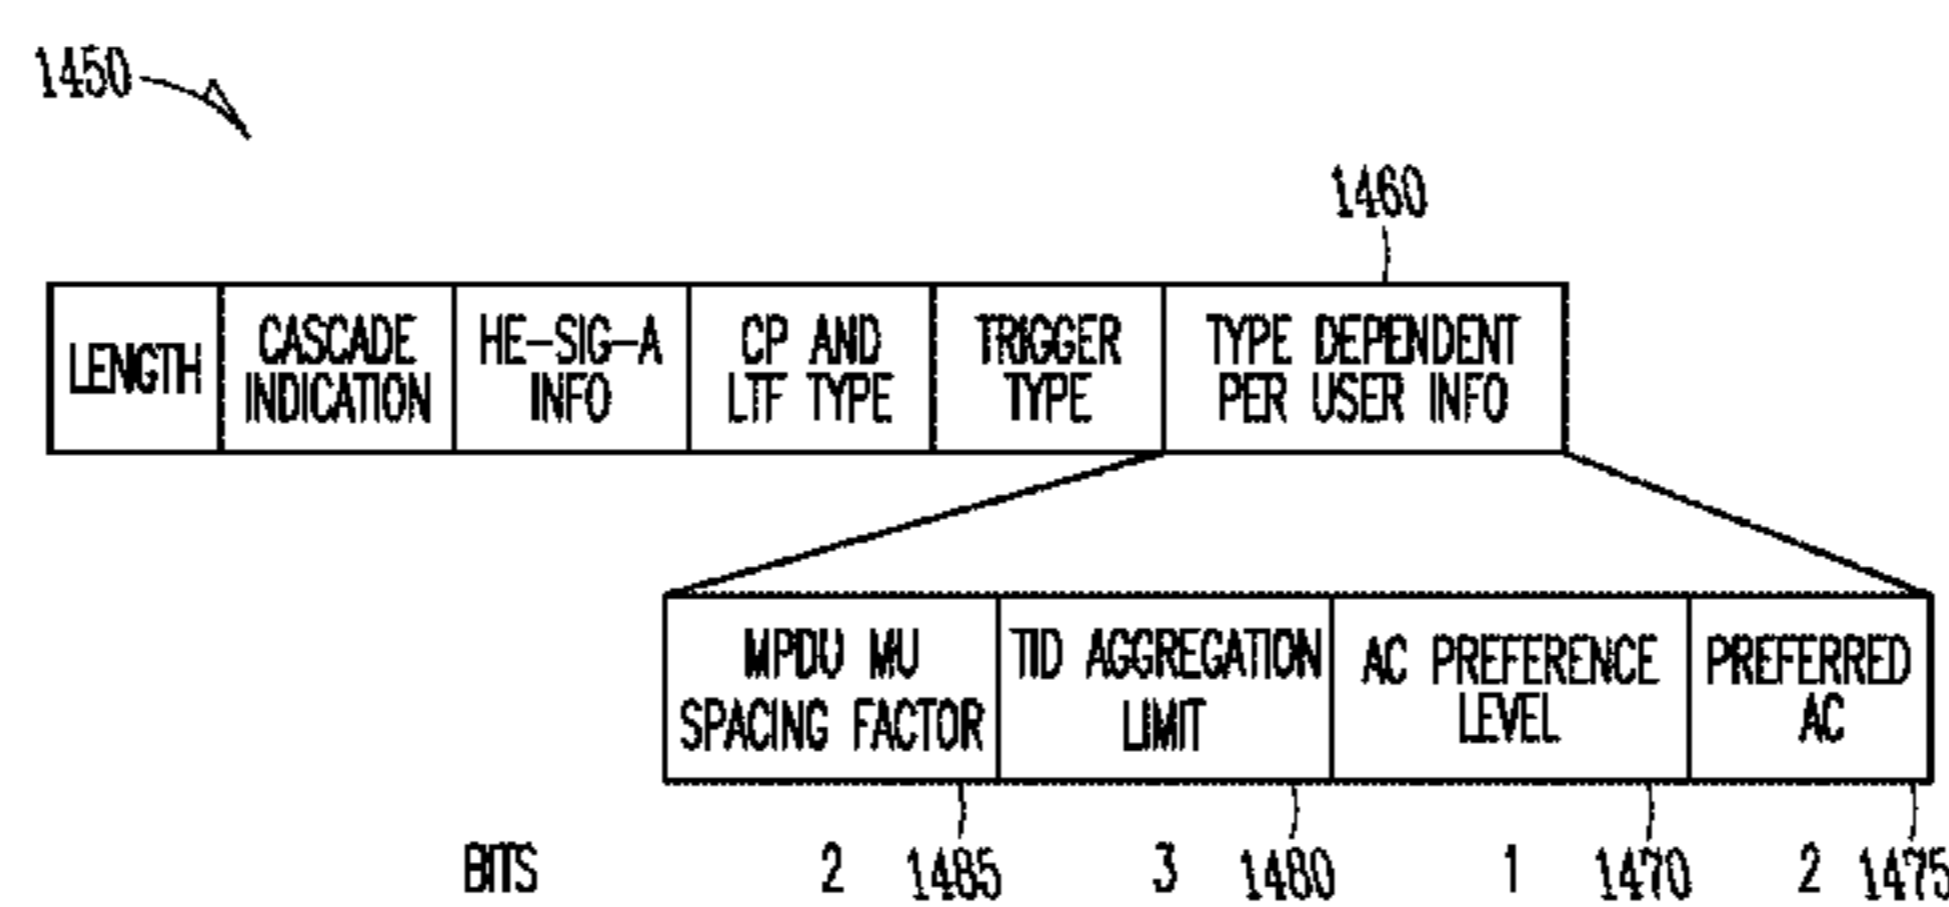 1450
1460
LENGTH
CASCADE
INDICATION
HE-SIG-A
INFO
CP AND
LTF TYPE
TRIGGER
TYPE
TYPE DEPENDENT
PER USER INFO
MPDU MU
SPACING FACTOR
TID AGGREGATION
LIMIT
AC PREFERENCE
LEVEL
PREFERRED
AC
BITS 2 1485 3 1480 1 1470 2 1475